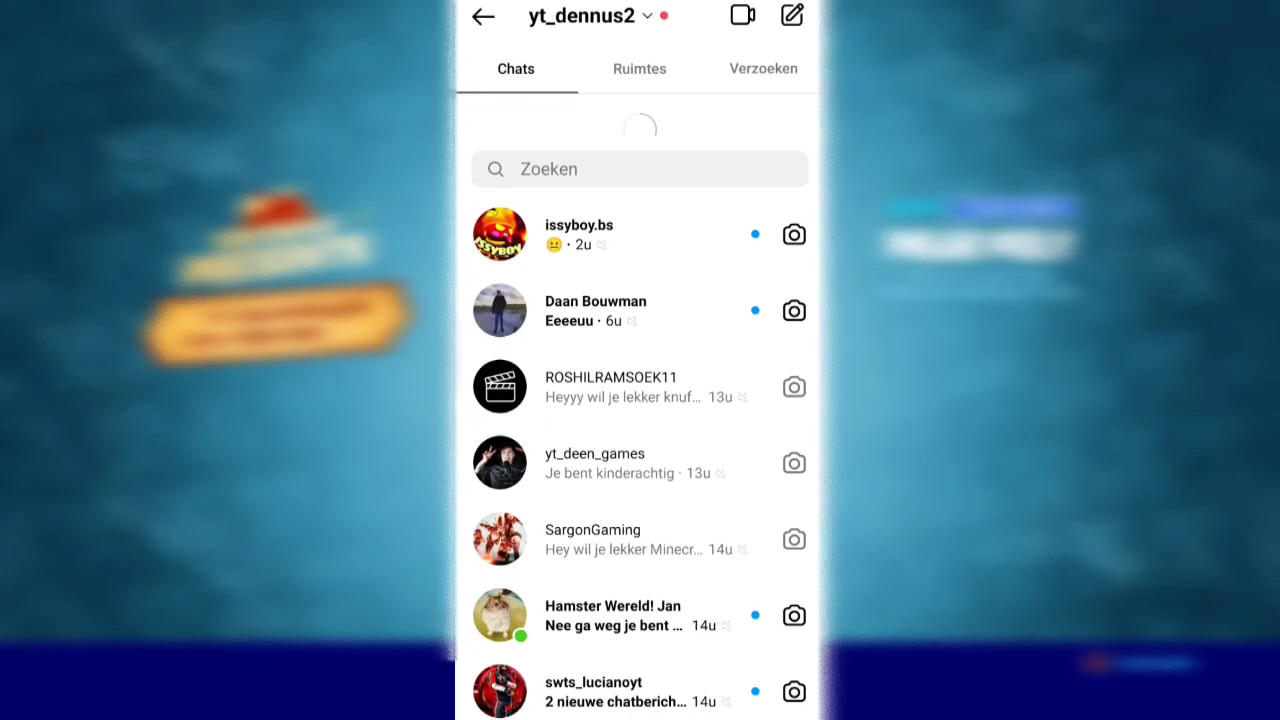 yt_dennus2
Chats Ruimtes Verzoeken
Zoeken
issyboy.bs
😐 · 2u
Daan Bouwman
Eeeeuu · 6u
ROSHILRAMSOEK11
Heyyy wil je lekker knuf... 13u
yt_deen_games
Je bent kinderachtig · 13u
SargonGaming
Hey wil je lekker Minecr... 14u
Hamster Wereld! Jan
Nee ga weg je bent ... 14u
swts_lucianoyt
2 nieuwe chatberich... 14u
ISSYBOY